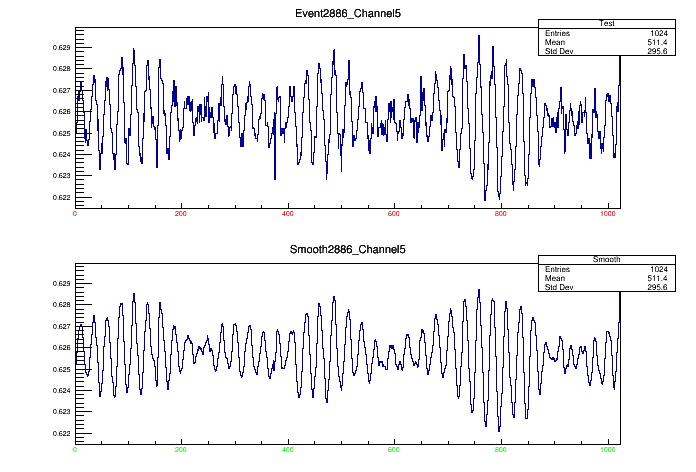 Event2886_Channel5
Test
Entries 1024
Mean 511.4
Std Dev 295.6
0.629
0.628
0.627
0.626
0.625
0.624
0.623
0.622
0 200 400 600 800 1000
Smooth2886_Channel5
Smooth
Entries 1024
Mean 511.4
Std Dev 295.6
0.629
0.628
0.627
0.626
0.625
0.624
0.623
0.622
0 200 400 600 800 1000